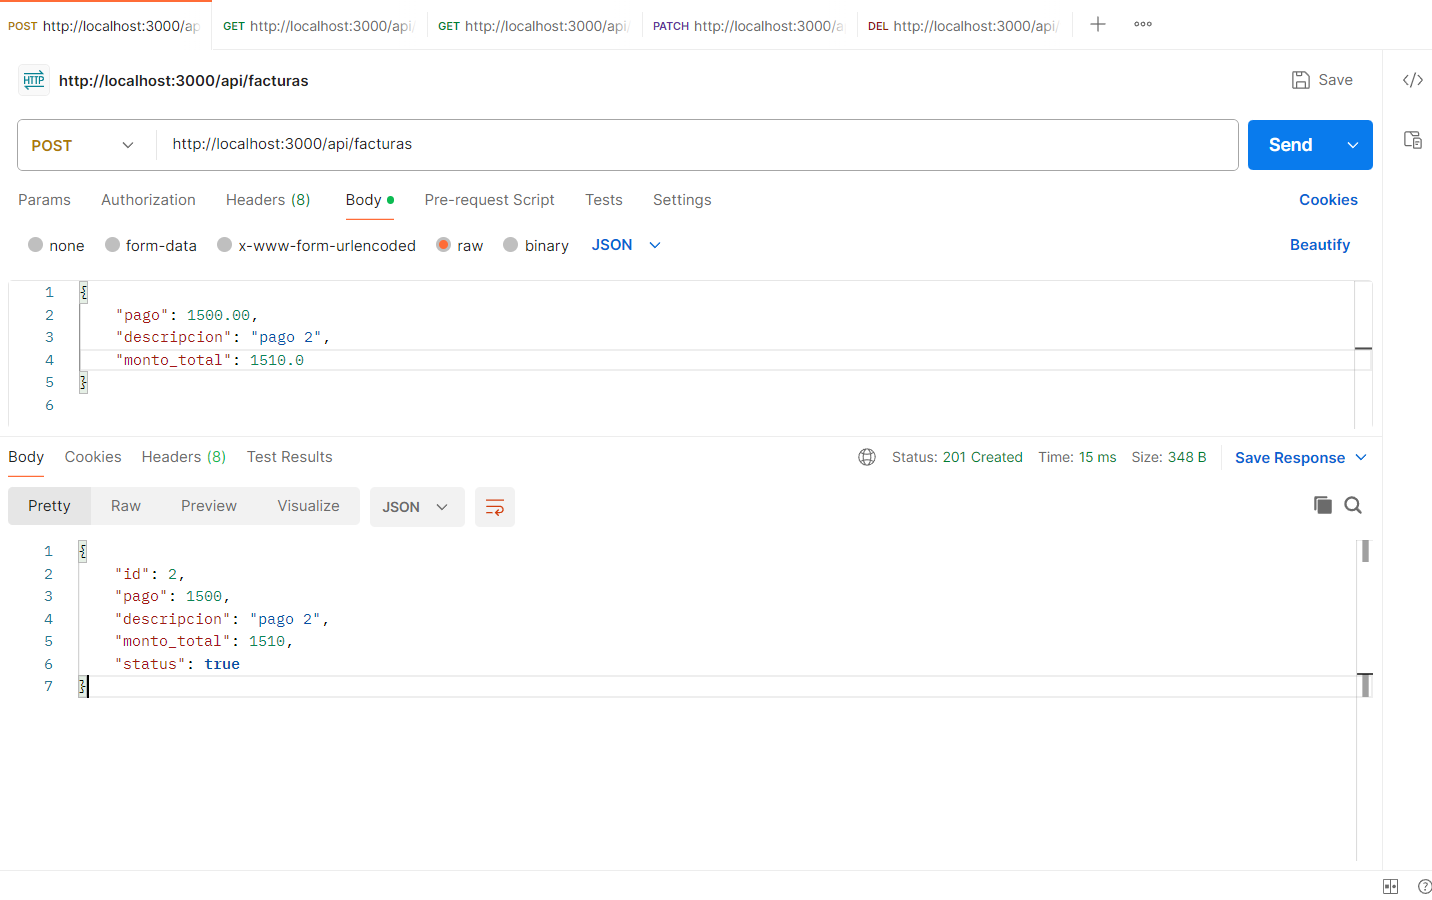 POST http://localhost:3000/ap GET http://localhost:3000/api/ GET http://localhost:3000/api/ PATCH http://localhost:3000/a DEL http://localhost:3000/api/
HTTP http://localhost:3000/api/facturas Save
POST http://localhost:3000/api/facturas Send
Params Authorization Headers (8) Body Pre-request Script Tests Settings Cookies
none form-data x-www-form-urlencoded raw binary JSON Beautify
1 {
2 "pago": 1500.00,
3 "descripcion": "pago 2",
4 "monto_total": 1510.0
5 }
6
Body Cookies Headers (8) Test Results Status: 201 Created Time: 15 ms Size: 348 B Save Response
Pretty Raw Preview Visualize JSON
1 {
2 "id": 2,
3 "pago": 1500,
4 "descripcion": "pago 2",
5 "monto_total": 1510,
6 "status": true
7 }